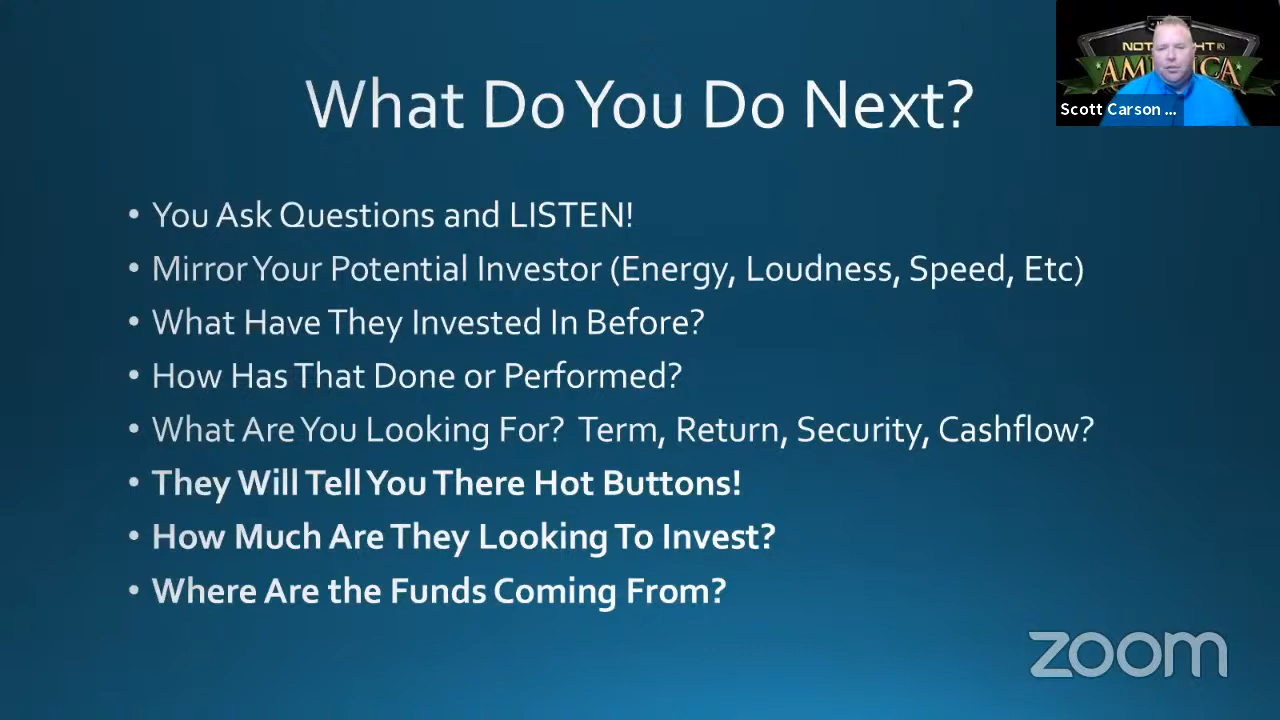 What Do You Do Next?
• You Ask Questions and LISTEN!
• Mirror Your Potential Investor (Energy, Loudness, Speed, Etc)
• What Have They Invested In Before?
• How Has That Done or Performed?
• What Are You Looking For? Term, Return, Security, Cashflow?
• They Will Tell You There Hot Buttons!
• How Much Are They Looking To Invest?
• Where Are the Funds Coming From?
Scott Carson ...
zoom